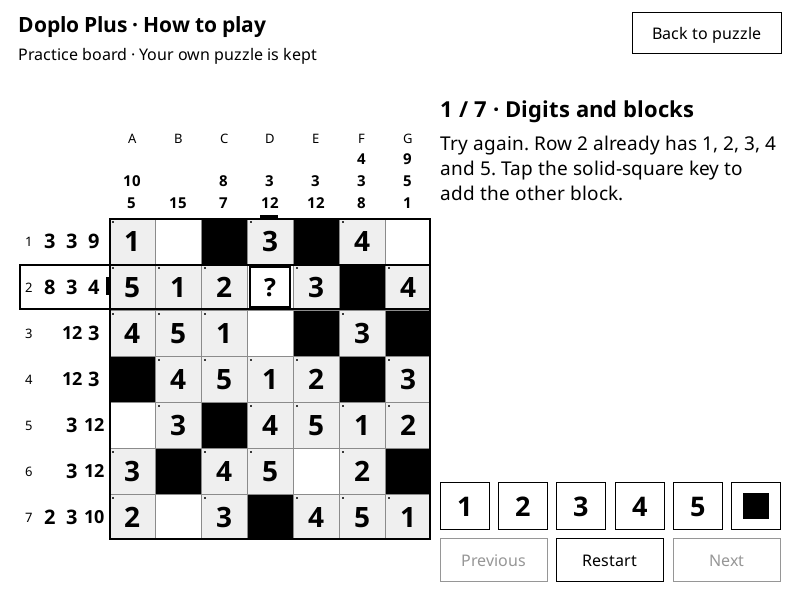 Doplo Plus · How to play
Practice board · Your own puzzle is kept
Back to puzzle
1 / 7 · Digits and blocks
Try again. Row 2 already has 1, 2, 3, 4
and 5. Tap the solid-square key to
add the other block.
A B C D E F G
4 9
10 8 3 3 3 5
5 15 7 12 12 8 1
1 3 3 9 1 3 4
2 8 3 4 5 1 2 ? 3 4
3 12 3 4 5 1 3
4 12 3 4 5 1 2 3
5 3 12 3 4 5 1 2
6 3 12 3 4 5 2
7 2 3 10 2 3 4 5 1
1 2 3 4 5
Previous Restart Next